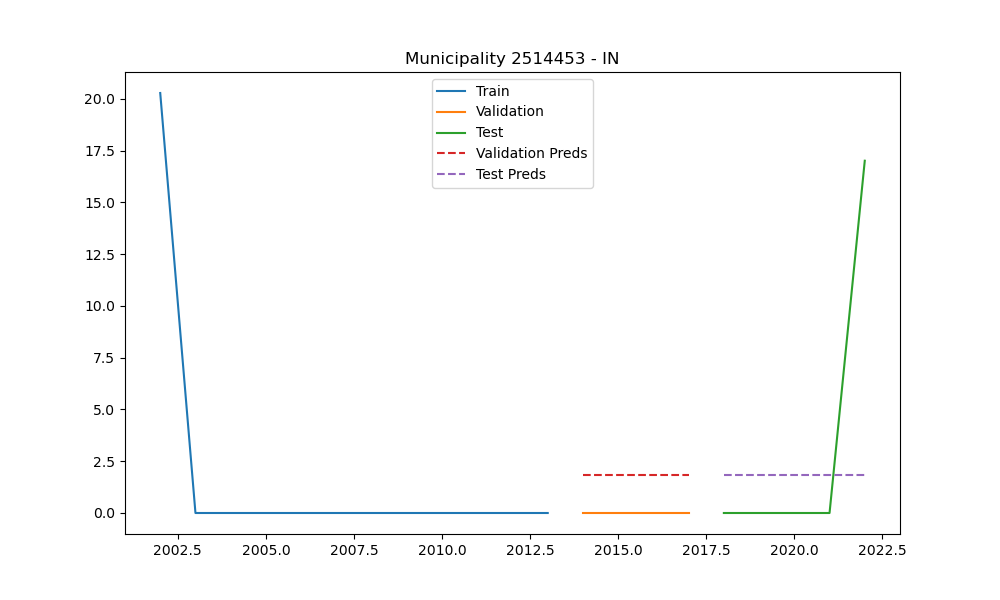 Municipality 2514453 - IN
Train
Validation
Test
Validation Preds
Test Preds
20.0
17.5
15.0
12.5
10.0
7.5
5.0
2.5
0.0
2002.5 2005.0 2007.5 2010.0 2012.5 2015.0 2017.5 2020.0 2022.5